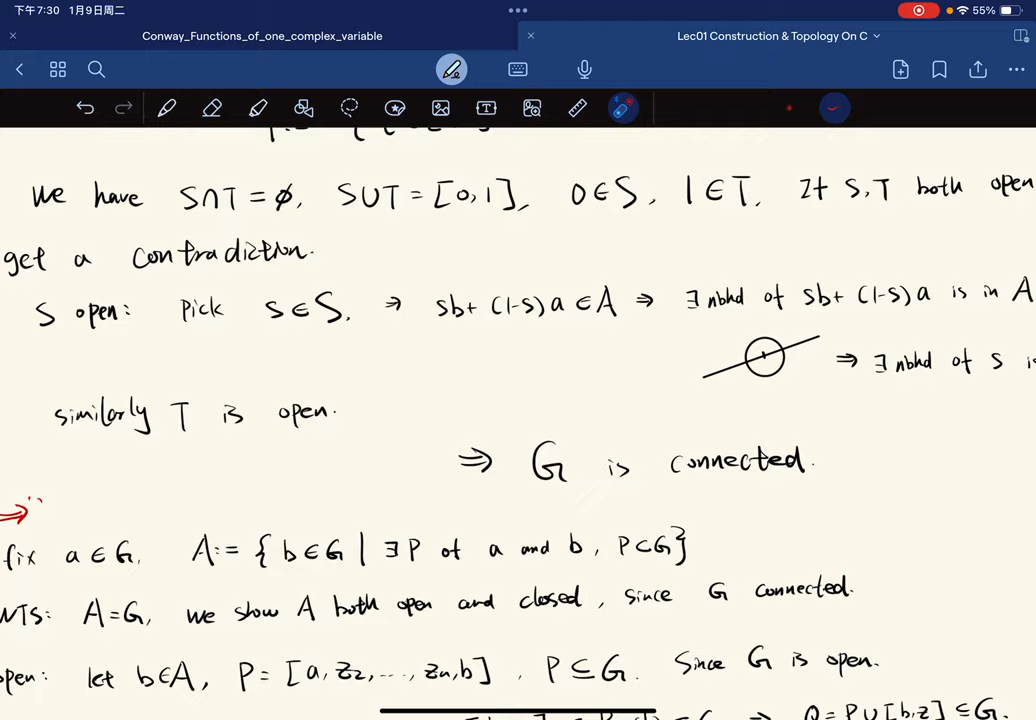 下午7:30 1月9日周二
55%
Conway_Functions_of_one_complex_variable
Lec01 Construction & Topology On C
We have S∩T = ∅, S∪T = [0,1], 0∈S, 1∈T. If S,T both open
get a contradiction.
S open: Pick s∈S, → sb+(1-s)a ∈ A ⇒ ∃ nbhd of sb+(1-s)a is in A
⇒ ∃ nbhd of s is
similarly T is open.
⇒ G is connected.
"⇒"
fix a∈G, A:= { b∈G | ∃ P of a and b, P⊂G}
WTS: A=G, we show A both open and closed, since G connected.
open: let b∈A, P = [a, z₂, ..., zₙ, b], P ⊆ G. Since G is open.
⇒ Q = P∪[b,z] ⊆ G.